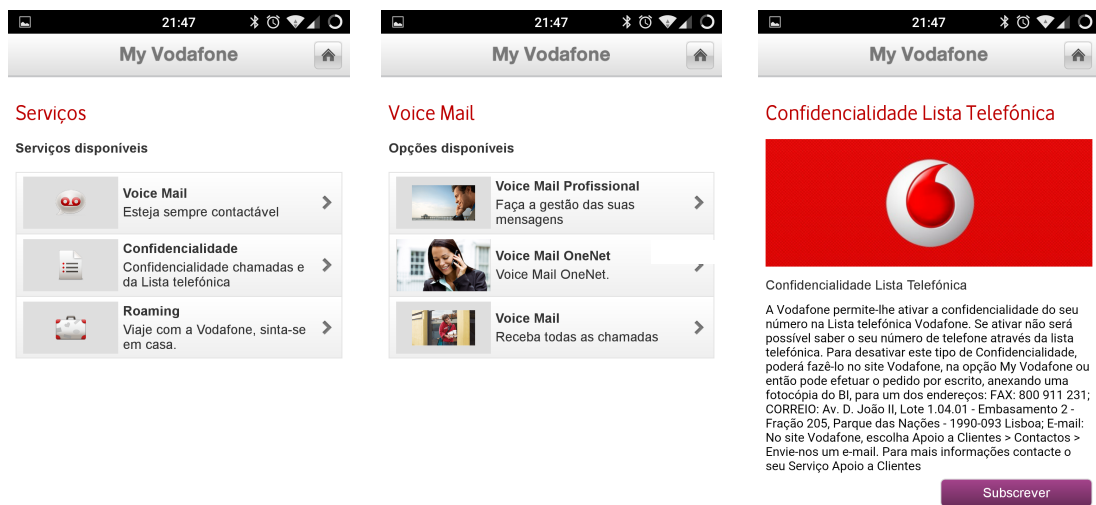 21:47
My Vodafone
Serviços
Serviços disponíveis
Voice Mail
Esteja sempre contactável
Confidencialidade
Confidencialidade chamadas e
da Lista telefónica
Roaming
Viaje com a Vodafone, sinta-se
em casa.
21:47
My Vodafone
Voice Mail
Opções disponíveis
Voice Mail Profissional
Faça a gestão das suas
mensagens
Voice Mail OneNet
Voice Mail OneNet.
Voice Mail
Receba todas as chamadas
21:47
My Vodafone
Confidencialidade Lista Telefónica
Confidencialidade Lista Telefónica
A Vodafone permite-lhe ativar a confidencialidade do seu
número na Lista telefónica Vodafone. Se ativar não será
possível saber o seu número de telefone através da lista
telefónica. Para desativar este tipo de Confidencialidade,
poderá fazê-lo no site Vodafone, na opção My Vodafone ou
então pode efetuar o pedido por escrito, anexando uma
fotocópia do BI, para um dos endereços: FAX: 800 911 231;
CORREIO: Av. D. João II, Lote 1.04.01 - Embasamento 2 -
Fração 205, Parque das Nações - 1990-093 Lisboa; E-mail:
No site Vodafone, escolha Apoio a Clientes > Contactos >
Envie-nos um e-mail. Para mais informações contacte o
seu Serviço Apoio a Clientes
Subscrever